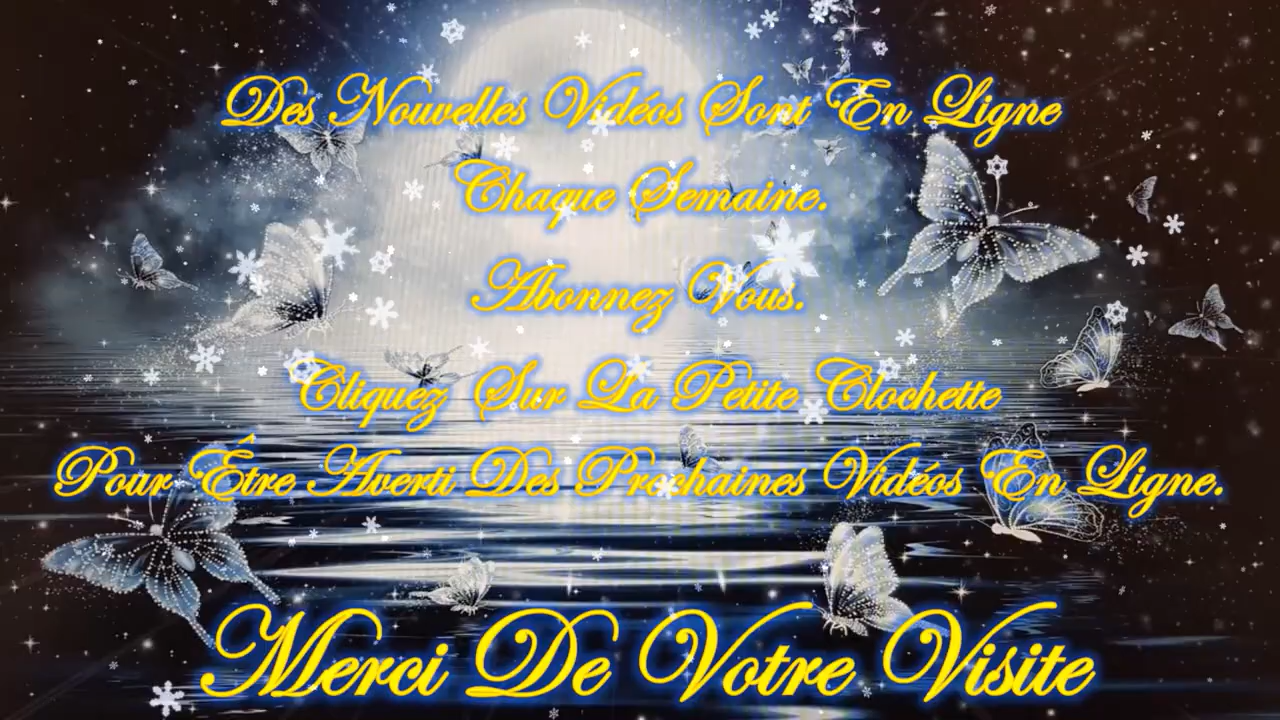 Des Nouvelles Vidéos Sont En Ligne
Chaque Semaine.
Abonnez Vous.
Cliquez Sur La Petite Clochette
Pour Être Averti Des Prochaines Vidéos En Ligne.
Merci De Votre Visite